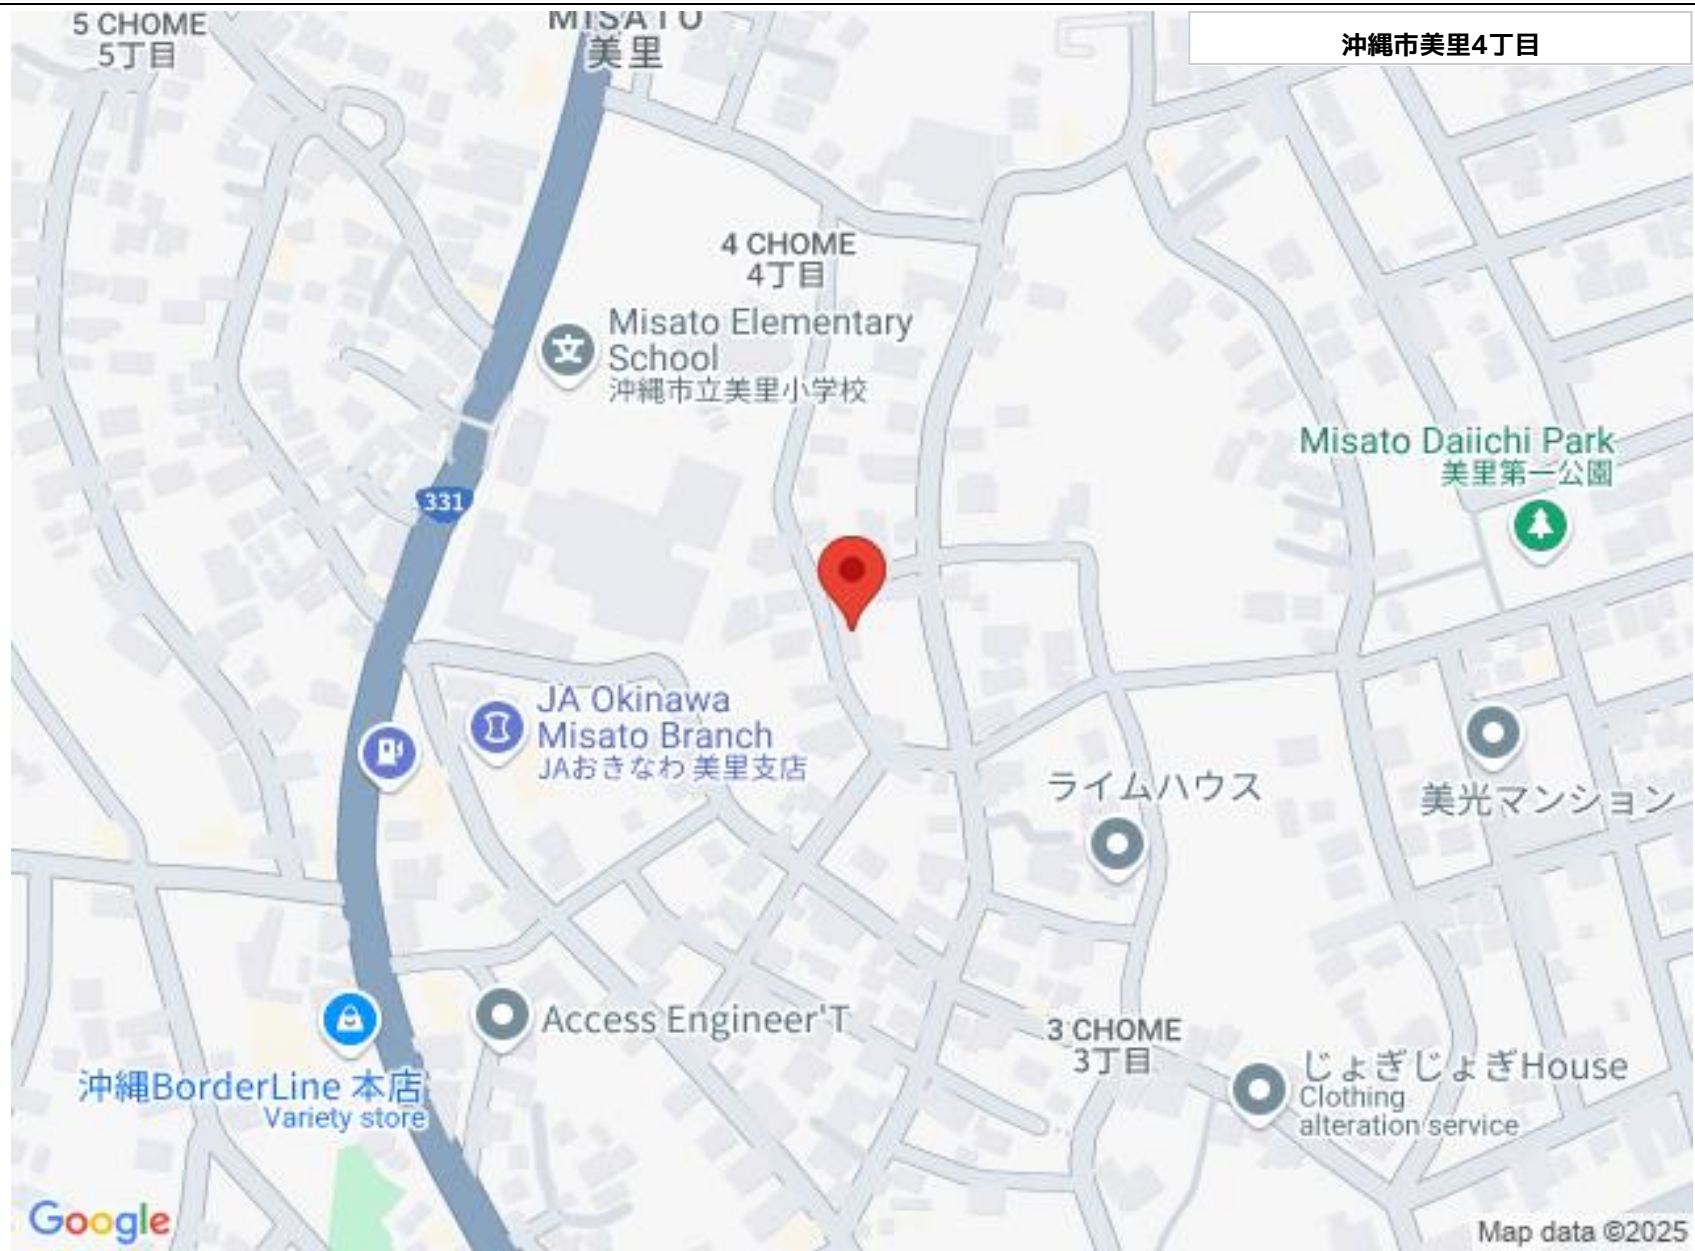 5 CHOME
5丁目
MISATO
美里
沖縄市美里4丁目
4 CHOME
4丁目
Misato Elementary
School
沖縄市立美里小学校
Misato Daiichi Park
美里第一公園
331
JA Okinawa
Misato Branch
JAおきなわ 美里支店
ライムハウス
美光マンション
Access Engineer'T
3 CHOME
3丁目
沖縄BorderLine 本店
Variety store
じょぎじょぎHouse
Clothing
alteration service
Google
Map data ©2025